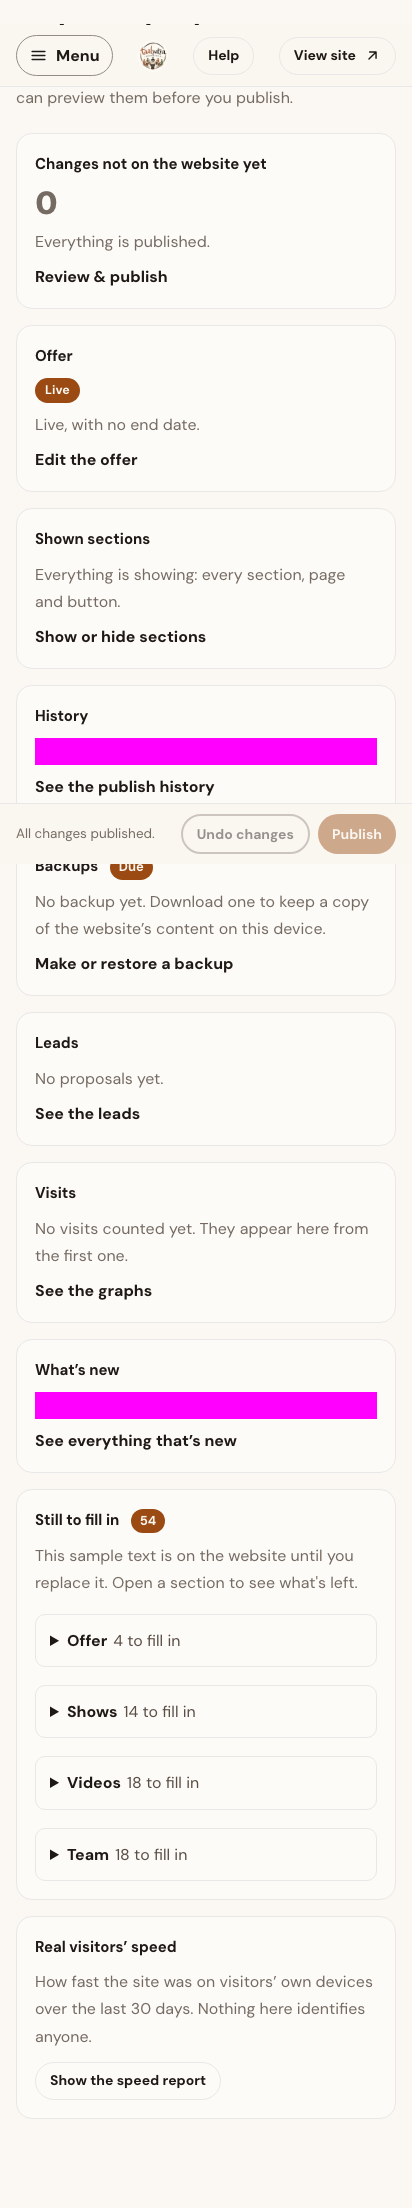 Menu
Help
View site
can preview them before you publish.
Changes not on the website yet
0
Everything is published.
Review & publish
Offer
Live
Live, with no end date.
Edit the offer
Shown sections
Everything is showing: every section, page
and button.
Show or hide sections
History
See the publish history
All changes published.
Undo changes
Publish
Backups Due
No backup yet. Download one to keep a copy
of the website’s content on this device.
Make or restore a backup
Leads
No proposals yet.
See the leads
Visits
No visits counted yet. They appear here from
the first one.
See the graphs
What’s new
See everything that’s new
Still to fill in 54
This sample text is on the website until you
replace it. Open a section to see what's left.
Offer 4 to fill in
Shows 14 to fill in
Videos 18 to fill in
Team 18 to fill in
Real visitors’ speed
How fast the site was on visitors’ own devices
over the last 30 days. Nothing here identifies
anyone.
Show the speed report